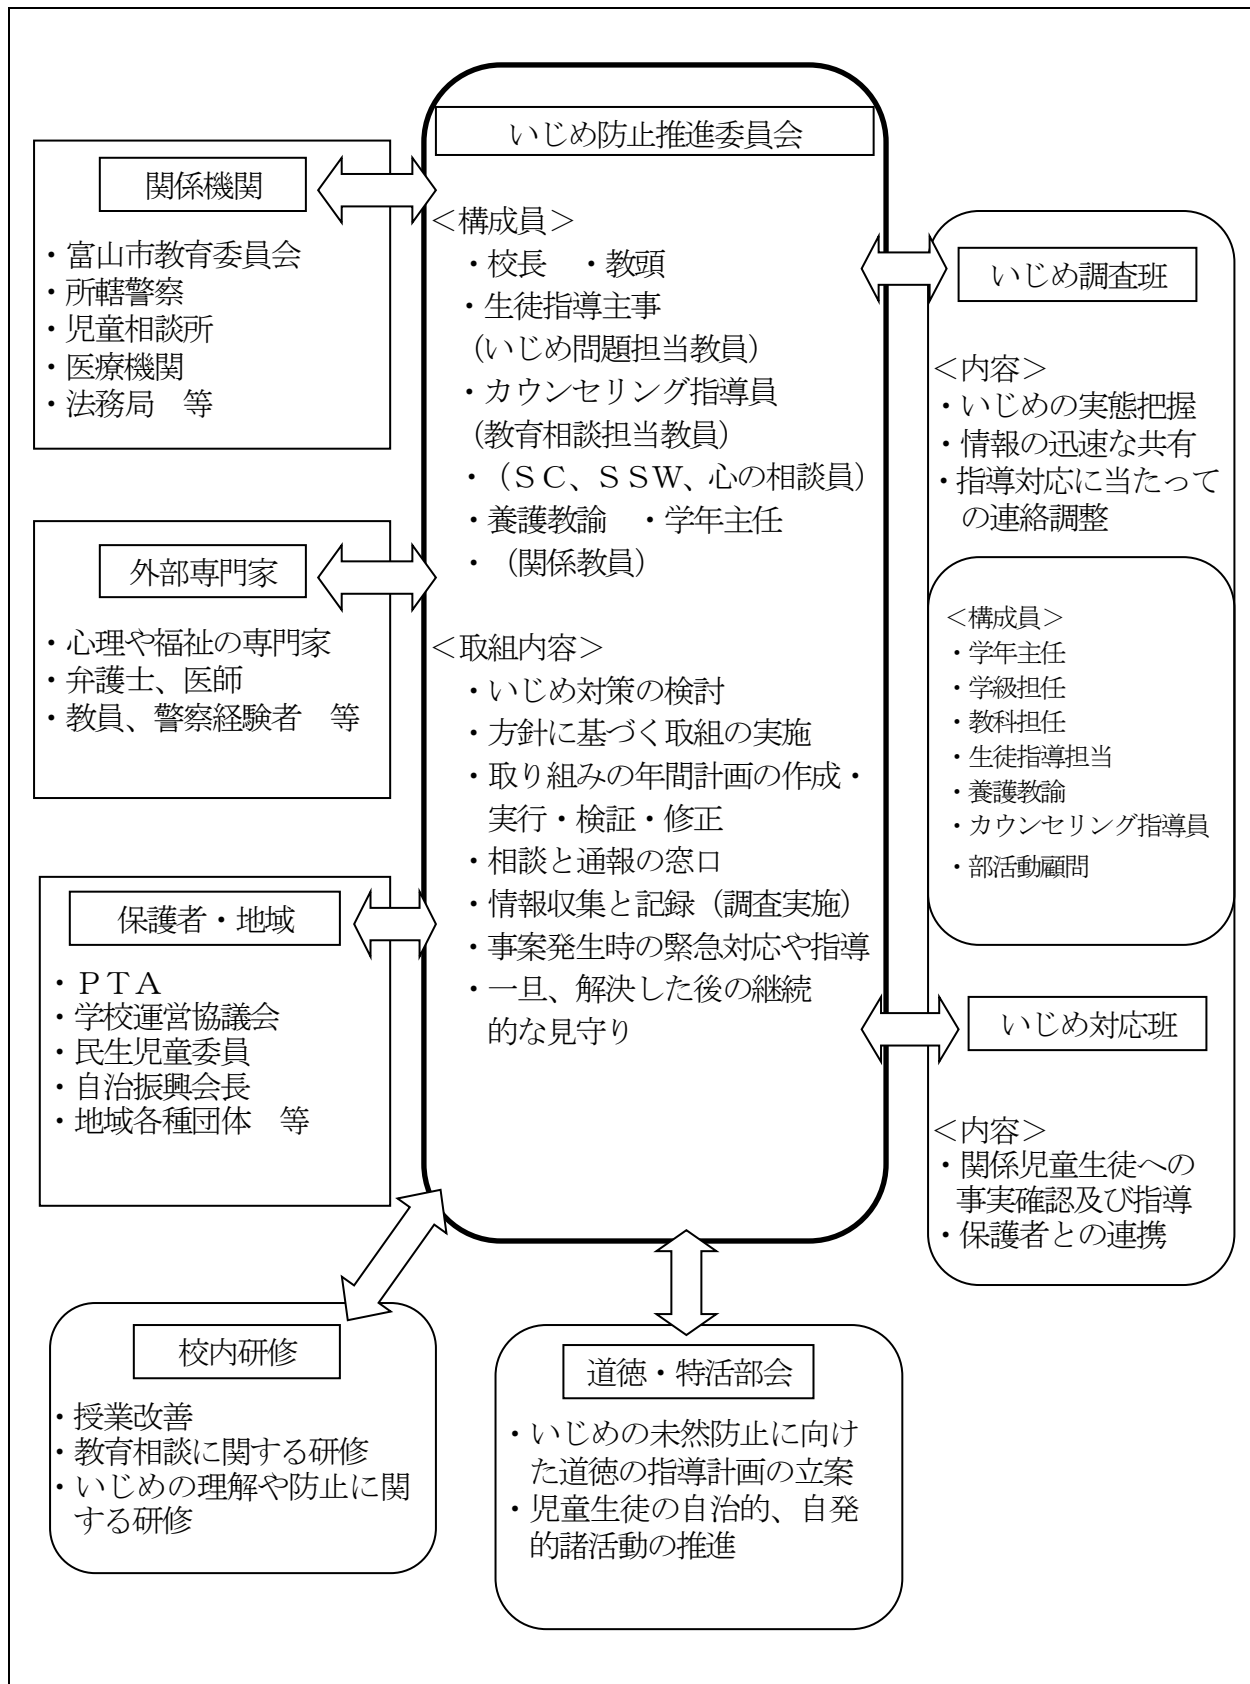 いじめ防止推進委員会
＜構成員＞
・校長　・教頭
・生徒指導主事
（いじめ問題担当教員）
・カウンセリング指導員
（教育相談担当教員）
・（ＳＣ、ＳＳＷ、心の相談員）
・養護教諭　・学年主任
・（関係教員）
＜取組内容＞
・いじめ対策の検討
・方針に基づく取組の実施
・取り組みの年間計画の作成・
実行・検証・修正
・相談と通報の窓口
・情報収集と記録（調査実施）
・事案発生時の緊急対応や指導
・一旦、解決した後の継続
的な見守り
関係機関
・富山市教育委員会
・所轄警察
・児童相談所
・医療機関
・法務局　等
外部専門家
・心理や福祉の専門家
・弁護士、医師
・教員、警察経験者　等
保護者・地域
・ＰＴＡ
・学校運営協議会
・民生児童委員
・自治振興会長
・地域各種団体　等
いじめ調査班
＜内容＞
・いじめの実態把握
・情報の迅速な共有
・指導対応に当たって
の連絡調整
＜構成員＞
・学年主任
・学級担任
・教科担任
・生徒指導担当
・養護教諭
・カウンセリング指導員
・部活動顧問
いじめ対応班
＜内容＞
・関係児童生徒への
事実確認及び指導
・保護者との連携
校内研修
・授業改善
・教育相談に関する研修
・いじめの理解や防止に関
する研修
道徳・特活部会
・いじめの未然防止に向け
た道徳の指導計画の立案
・児童生徒の自治的、自発
的諸活動の推進